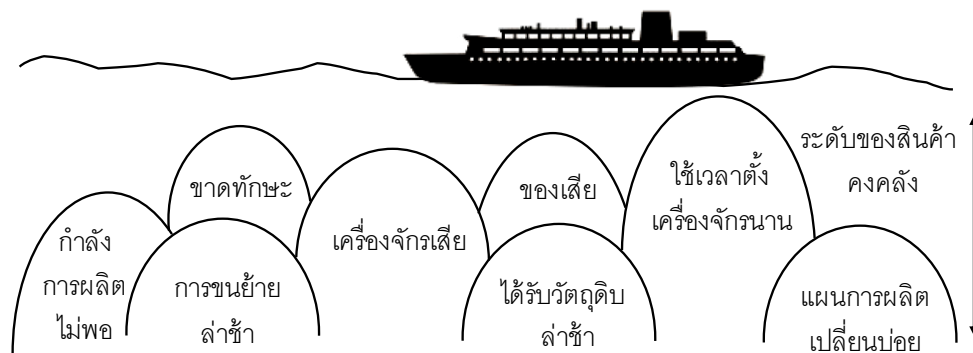 ขาดทักษะ
ของเสีย
ใช้เวลาตั้ง
เครื่องจักรนาน
ระดับของสินค้า
คงคลัง
กำลัง
การผลิต
ไม่พอ
เครื่องจักรเสีย
การขนย้าย
ล่าช้า
ได้รับวัตถุดิบ
ล่าช้า
แผนการผลิต
เปลี่ยนบ่อย